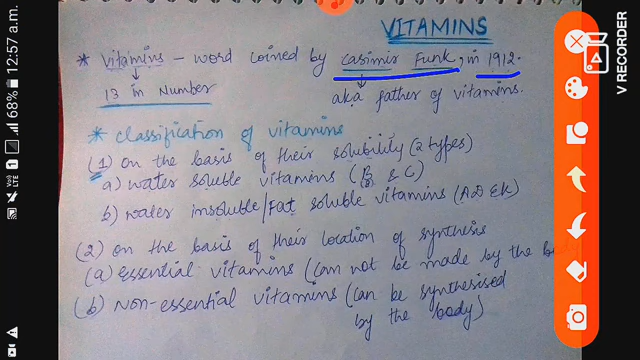 VITAMINS
* Vitamins - word coined by Casimir Funk, in 1912.
13 in Number
aka father of vitamins.
* Classification of vitamins
(1) on the basis of their solubility (2 types)
a) water soluble vitamins (B & C)
b) water insoluble/Fat soluble vitamins (ADEK)
(2) on the basis of their location of synthesis
(a) essential vitamins (can not be made by the
(b) Non-essential vitamins (can be synthesised
by the body)
12:57 a.m.
68%
LTE
V RECORDER